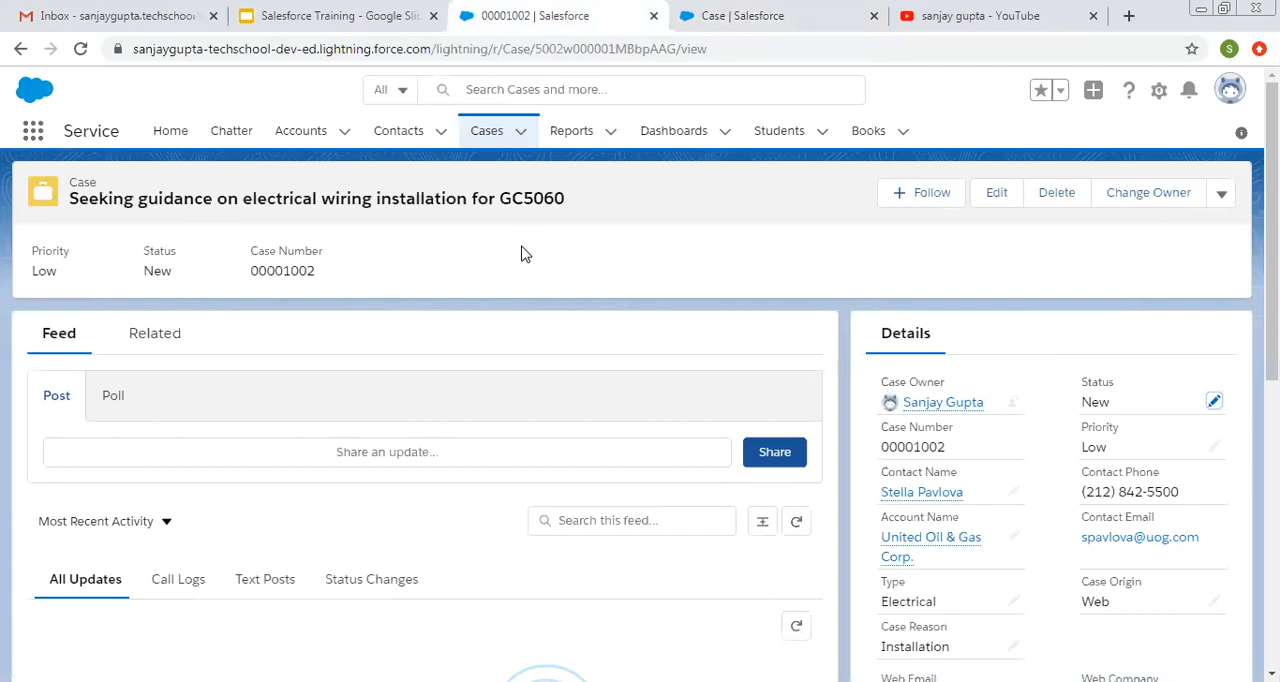 Inbox - sanjaygupta.techschool
Salesforce Training - Google Slic
00001002 | Salesforce
Case | Salesforce
sanjay gupta - YouTube
sanjaygupta-techschool-dev-ed.lightning.force.com/lightning/r/Case/5002w000001MBbpAAG/view
S
All
Search Cases and more...
Service
Home
Chatter
Accounts
Contacts
Cases
Reports
Dashboards
Students
Books
Case
Seeking guidance on electrical wiring installation for GC5060
Follow
Edit
Delete
Change Owner
Priority
Status
Case Number
Low
New
00001002
Feed
Related
Post
Poll
Share an update...
Share
Most Recent Activity
Search this feed...
All Updates
Call Logs
Text Posts
Status Changes
Details
Case Owner
Sanjay Gupta
Status
New
Case Number
00001002
Priority
Low
Contact Name
Stella Pavlova
Contact Phone
(212) 842-5500
Account Name
United Oil & Gas
Corp.
Contact Email
spavlova@uog.com
Type
Electrical
Case Origin
Web
Case Reason
Installation
Web Email
Web Company